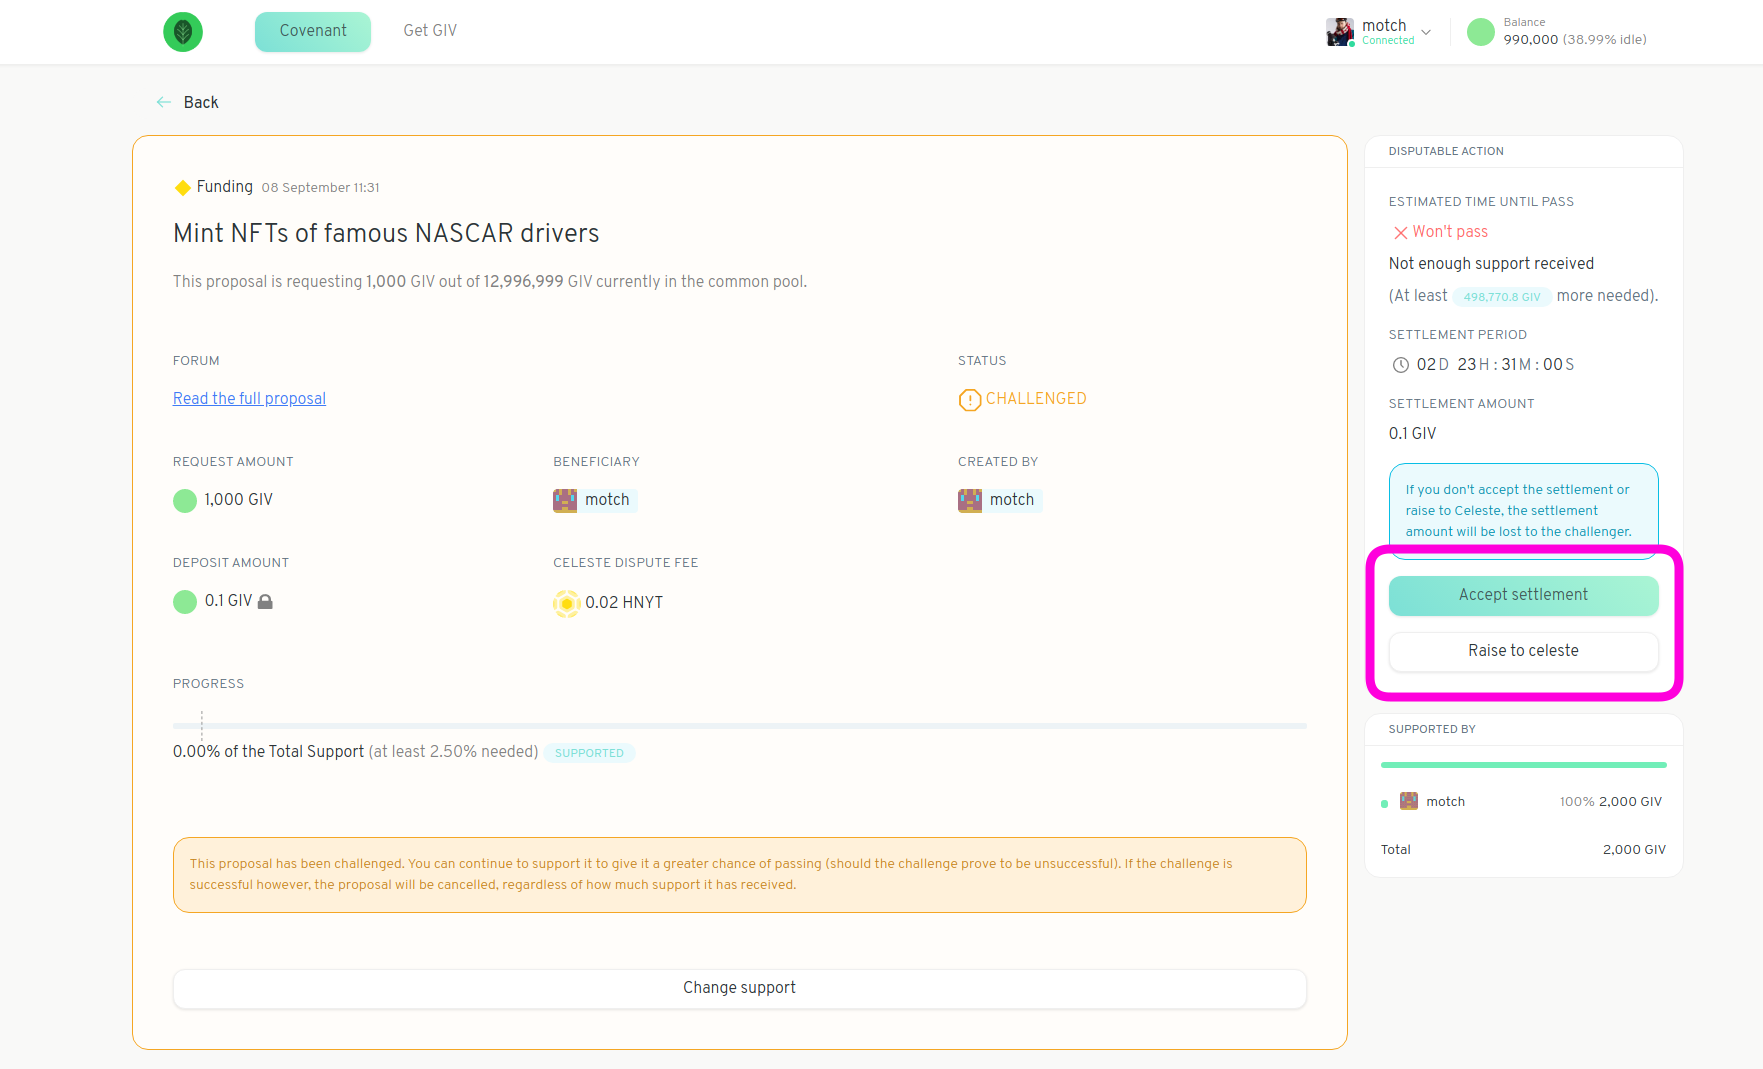 Covenant
Get GIV
motch
Connected
Balance
990,000 (38.99% idle)
Back
Funding 08 September 11:31
Mint NFTs of famous NASCAR drivers
This proposal is requesting 1,000 GIV out of 12,996,999 GIV currently in the common pool.
FORUM
Read the full proposal
STATUS
CHALLENGED
REQUEST AMOUNT
1,000 GIV
BENEFICIARY
motch
CREATED BY
motch
DEPOSIT AMOUNT
0.1 GIV
CELESTE DISPUTE FEE
0.02 HNYT
PROGRESS
0.00% of the Total Support (at least 2.50% needed) SUPPORTED
This proposal has been challenged. You can continue to support it to give it a greater chance of passing (should the challenge prove to be unsuccessful). If the challenge is
successful however, the proposal will be cancelled, regardless of how much support it has received.
Change support
DISPUTABLE ACTION
ESTIMATED TIME UNTIL PASS
Won't pass
Not enough support received
(At least 498,770.8 GIV more needed).
SETTLEMENT PERIOD
02D 23H : 31M : 00S
SETTLEMENT AMOUNT
0.1 GIV
If you don't accept the settlement or
raise to Celeste, the settlement
amount will be lost to the challenger.
Accept settlement
Raise to celeste
SUPPORTED BY
motch 100% 2,000 GIV
Total 2,000 GIV